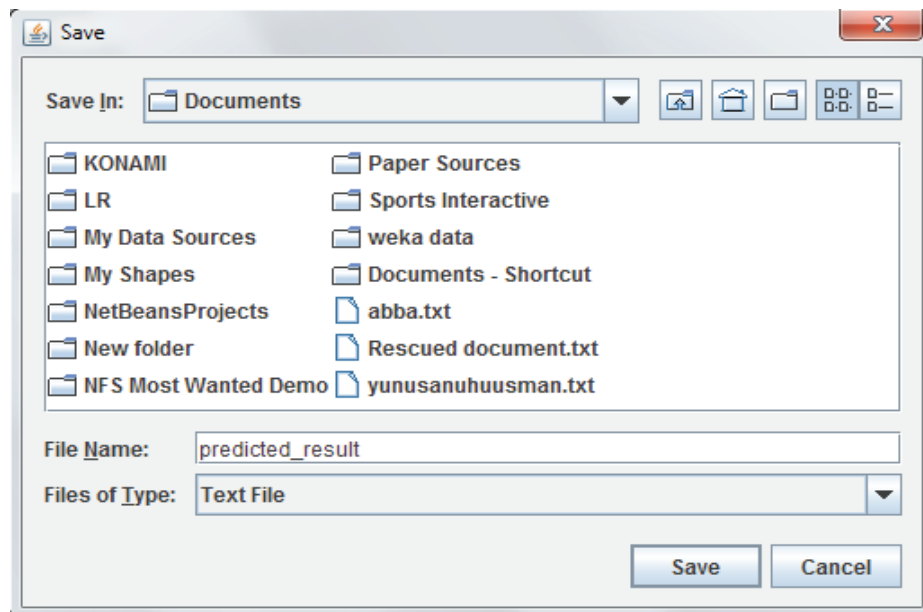 Save
Save In: Documents
KONAMI
LR
My Data Sources
My Shapes
NetBeansProjects
New folder
NFS Most Wanted Demo
Paper Sources
Sports Interactive
weka data
Documents - Shortcut
abba.txt
Rescued document.txt
yunusanuhuusman.txt
File Name: predicted_result
Files of Type: Text File
Save Cancel